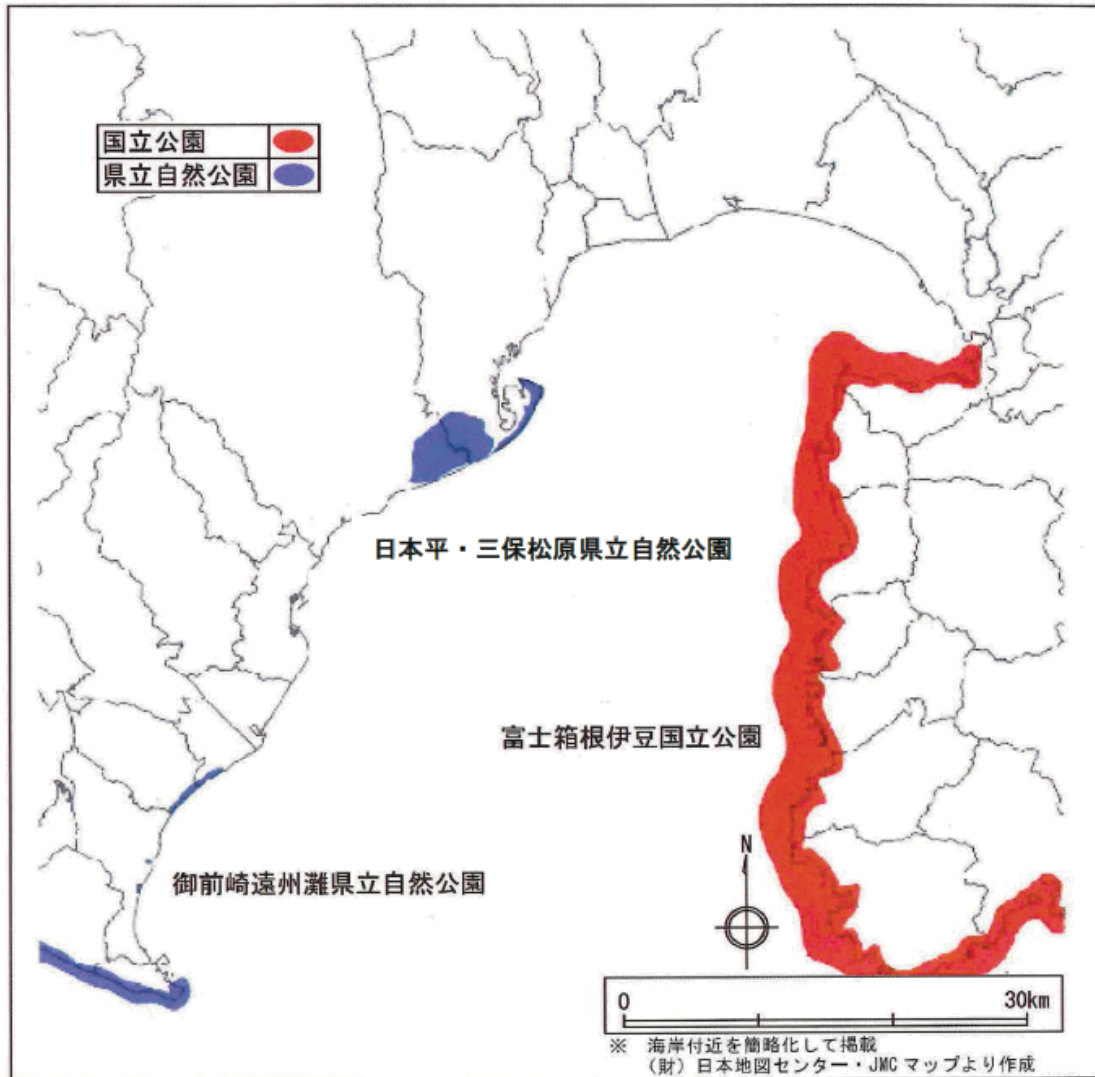 国立公園
県立自然公園
日本平・三保松原県立自然公園
富士箱根伊豆国立公園
御前崎遠州灘県立自然公園
N
0 30km
※ 海岸付近を簡略化して掲載
(財)日本地図センター・JMCマップより作成